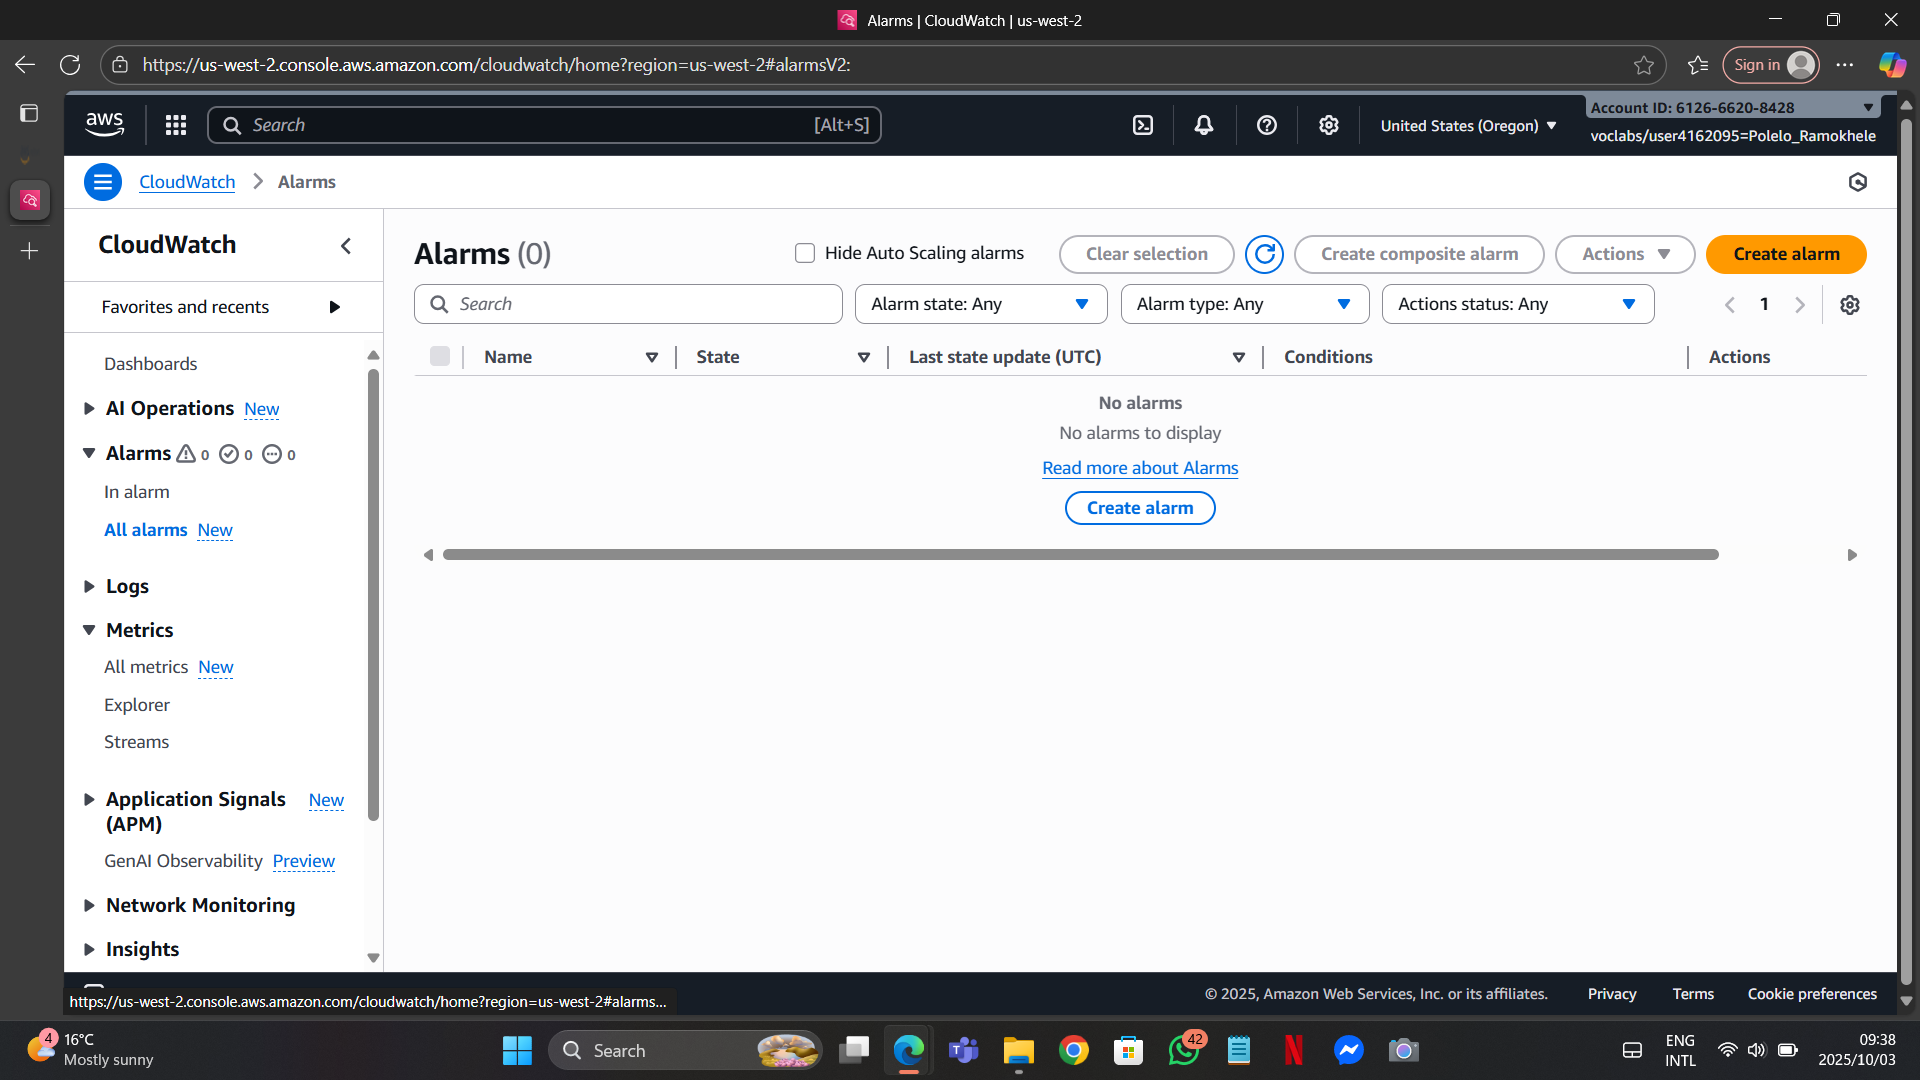 Alarms | CloudWatch | us-west-2
https://us-west-2.console.aws.amazon.com/cloudwatch/home?region=us-west-2#alarmsV2:
Sign in
aws
Search
[Alt+S]
United States (Oregon)
Account ID: 6126-6620-8428
voclabs/user4162095=Polelo_Ramokhele
CloudWatch
Alarms
CloudWatch
Favorites and recents
Dashboards
AI Operations New
Alarms 0 0 0
In alarm
All alarms New
Logs
Metrics
All metrics New
Explorer
Streams
Application Signals New
(APM)
GenAI Observability Preview
Network Monitoring
Insights
Alarms (0)
Hide Auto Scaling alarms
Clear selection
Create composite alarm
Actions
Create alarm
Search
Alarm state: Any
Alarm type: Any
Actions status: Any
1
Name
State
Last state update (UTC)
Conditions
Actions
No alarms
No alarms to display
Read more about Alarms
Create alarm
https://us-west-2.console.aws.amazon.com/cloudwatch/home?region=us-west-2#alarms...
© 2025, Amazon Web Services, Inc. or its affiliates.
Privacy
Terms
Cookie preferences
4
16°C
Mostly sunny
Search
42
ENG
INTL
09:38
2025/10/03